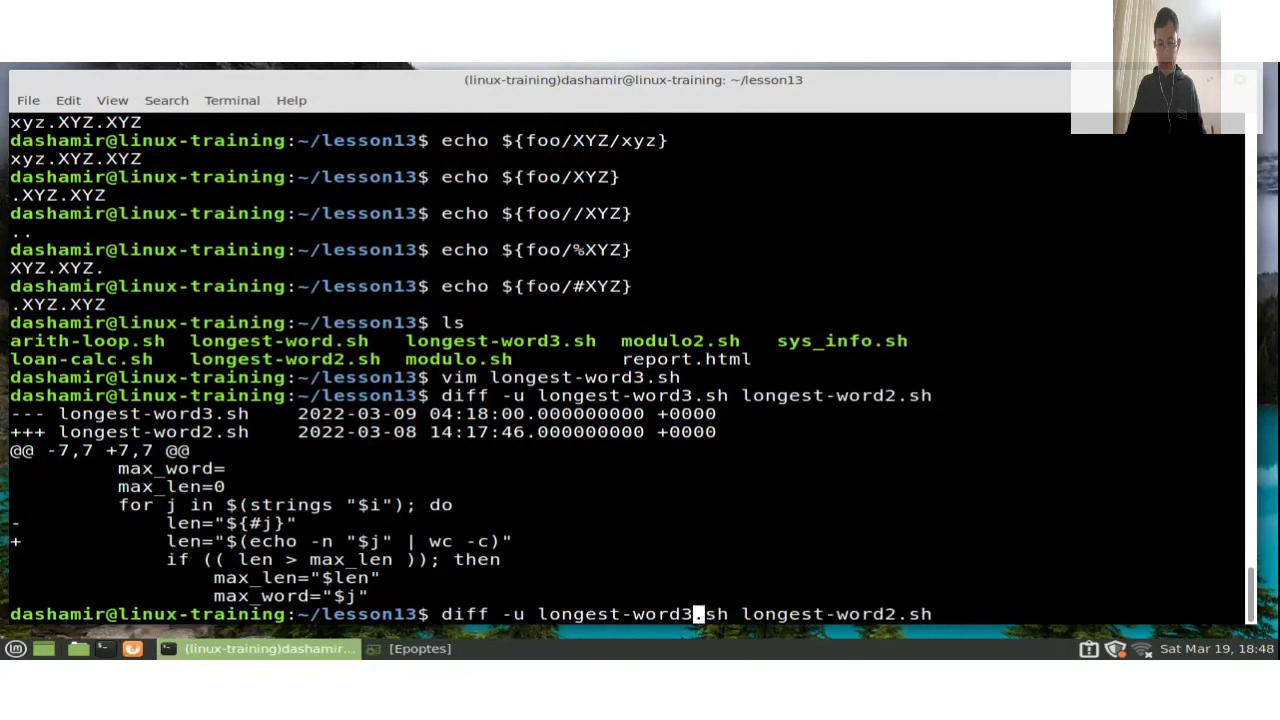 (linux-training)dashamir@linux-training: ~/lesson13
File Edit View Search Terminal Help
xyz.XYZ.XYZ
dashamir@linux-training:~/lesson13$ echo ${foo/XYZ/xyz}
xyz.XYZ.XYZ
dashamir@linux-training:~/lesson13$ echo ${foo/XYZ}
.XYZ.XYZ
dashamir@linux-training:~/lesson13$ echo ${foo//XYZ}
..
dashamir@linux-training:~/lesson13$ echo ${foo/%XYZ}
XYZ.XYZ.
dashamir@linux-training:~/lesson13$ echo ${foo/#XYZ}
.XYZ.XYZ
dashamir@linux-training:~/lesson13$ ls
arith-loop.sh longest-word.sh longest-word3.sh modulo2.sh sys_info.sh
loan-calc.sh longest-word2.sh modulo.sh report.html
dashamir@linux-training:~/lesson13$ vim longest-word3.sh
dashamir@linux-training:~/lesson13$ diff -u longest-word3.sh longest-word2.sh
--- longest-word3.sh 2022-03-09 04:18:00.000000000 +0000
+++ longest-word2.sh 2022-03-08 14:17:46.000000000 +0000
@@ -7,7 +7,7 @@
max_word=
max_len=0
for j in $(strings "$i"); do
- len="${#j}"
+ len="$(echo -n "$j" | wc -c)"
if (( len > max_len )); then
max_len="$len"
max_word="$j"
dashamir@linux-training:~/lesson13$ diff -u longest-word3.sh longest-word2.sh
(linux-training)dashamir... [Epoptes] Sat Mar 19, 18:48